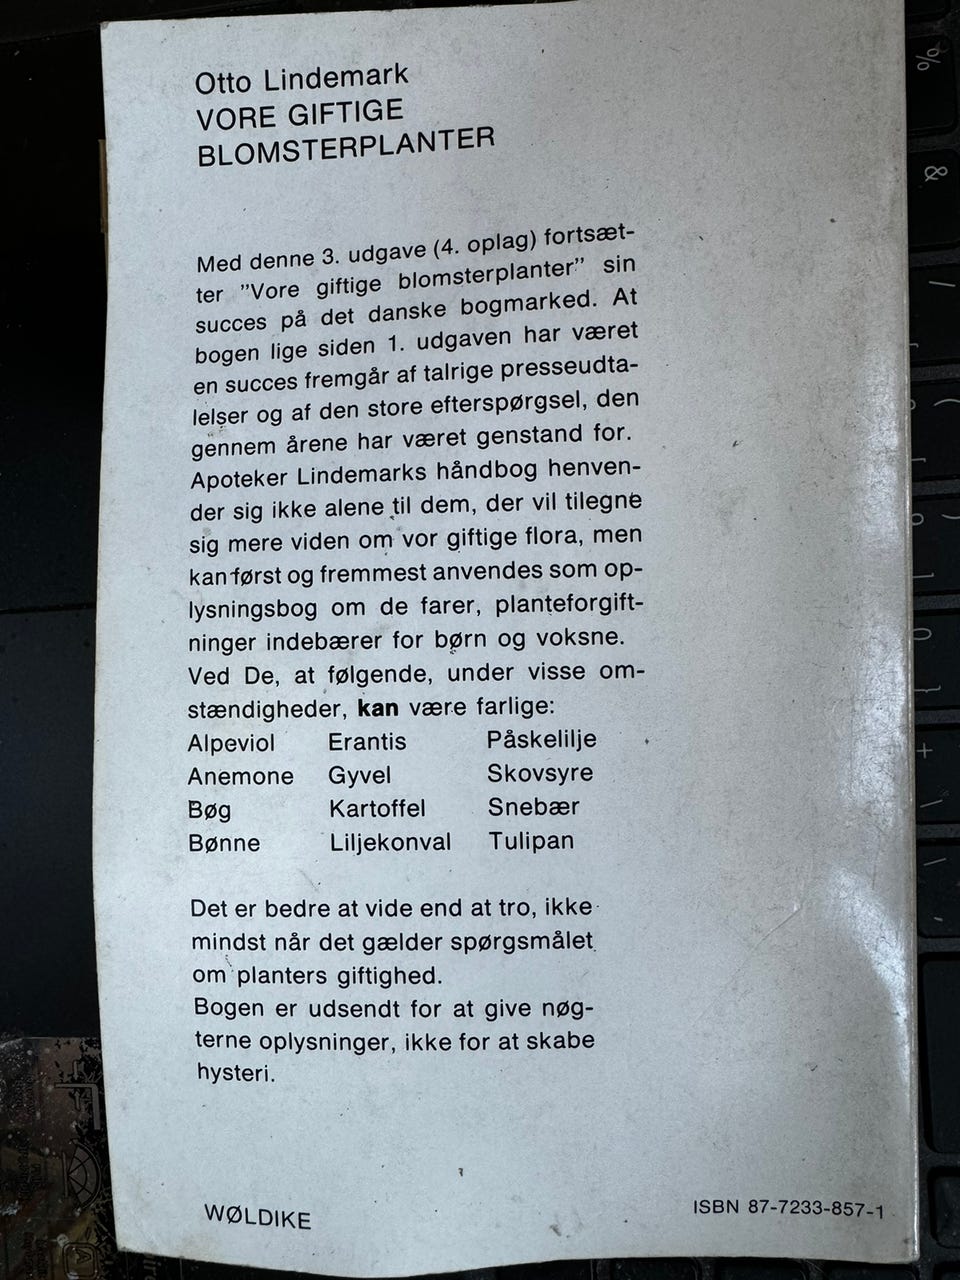 Otto Lindemark
VORE GIFTIGE
BLOMSTERPLANTER
Med denne 3. udgave (4. oplag) fortsæt-
ter ”Vore giftige blomsterplanter” sin
succes på det danske bogmarked. At
bogen lige siden 1. udgaven har været
en succes fremgår af talrige presseudta-
lelser og af den store efterspørgsel, den
gennem årene har været genstand for.
Apoteker Lindemarks håndbog henven-
der sig ikke alene til dem, der vil tilegne
sig mere viden om vor giftige flora, men
kan først og fremmest anvendes som op-
lysningsbog om de farer, planteforgift-
ninger indebærer for børn og voksne.
Ved De, at følgende, under visse om-
stændigheder, kan være farlige:
Alpeviol Erantis Påskelilje
Anemone Gyvel Skovsyre
Bøg Kartoffel Snebær
Bønne Liljekonval Tulipan
Det er bedre at vide end at tro, ikke
mindst når det gælder spørgsmålet
om planters giftighed.
Bogen er udsendt for at give nøg-
terne oplysninger, ikke for at skabe
hysteri.
WØLDIKE ISBN 87-7233-857-1
%
&
/
(
)
+
\